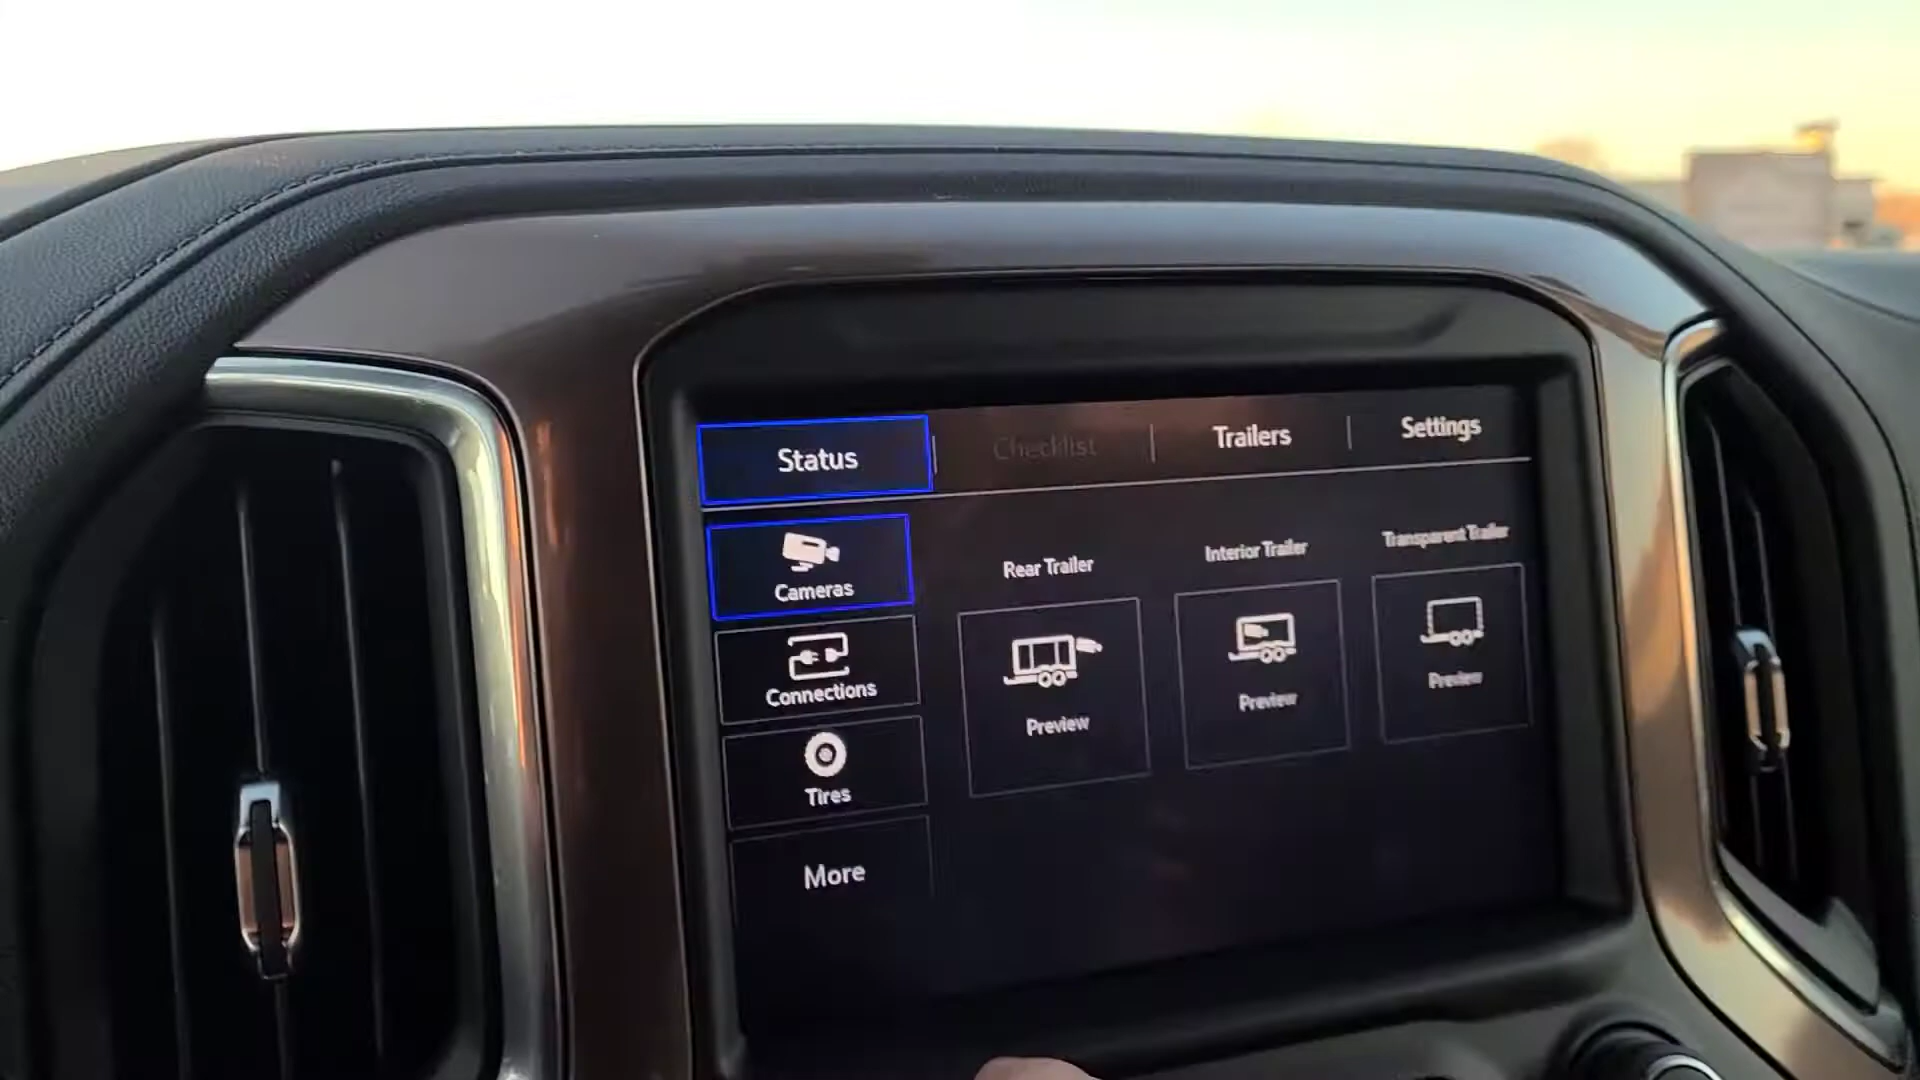 Status
Checklist
Trailers
Settings
Cameras
Connections
Tires
More
Rear Trailer
Preview
Interior Trailer
Preview
Transparent Trailer
Preview